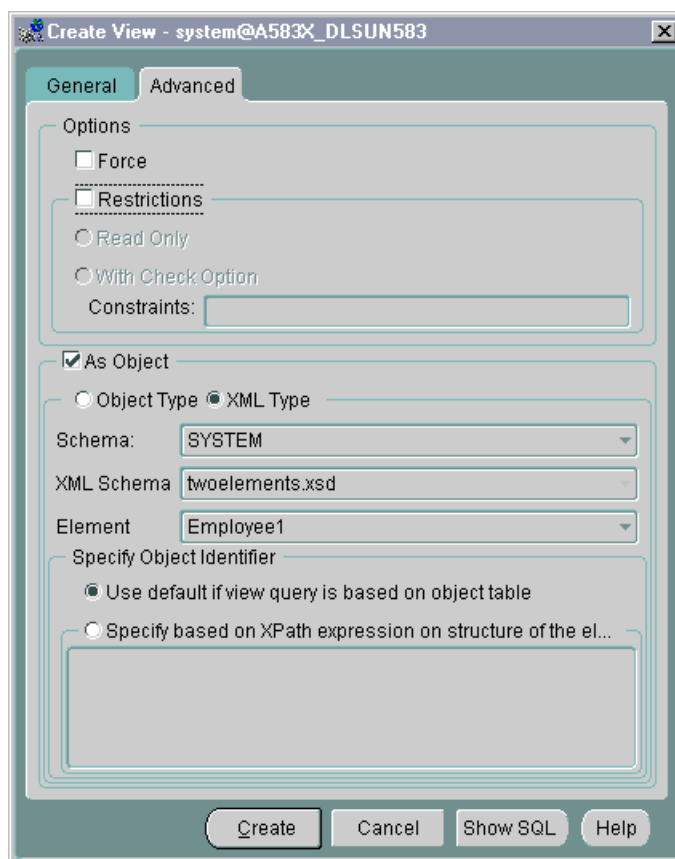 Create View - system@A583X_DLSUN583
General Advanced
Options
Force
Restrictions
Read Only
With Check Option
Constraints:
As Object
Object Type XML Type
Schema: SYSTEM
XML Schema twoelements.xsd
Element Employee1
Specify Object Identifier
Use default if view query is based on object table
Specify based on XPath expression on structure of the el...
Create Cancel Show SQL Help